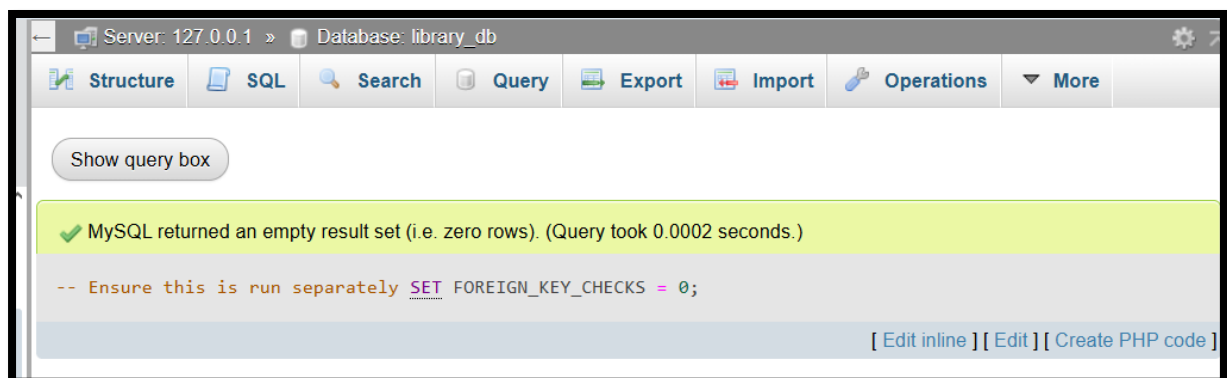 ← Server: 127.0.0.1 » Database: library_db
Structure SQL Search Query Export Import Operations ▼ More
Show query box
MySQL returned an empty result set (i.e. zero rows). (Query took 0.0002 seconds.)
-- Ensure this is run separately SET FOREIGN_KEY_CHECKS = 0;
[ Edit inline ] [ Edit ] [ Create PHP code ]